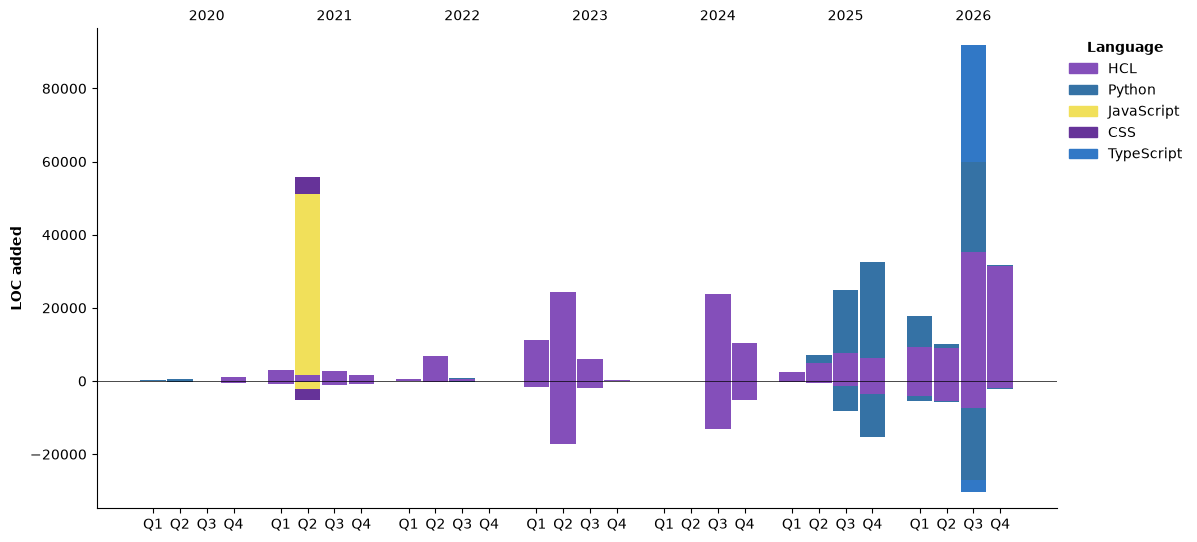 2020 2021 2022 2023 2024 2025 2026
Language
HCL
Python
JavaScript
CSS
TypeScript
LOC added
80000
60000
40000
20000
0
−20000
Q1 Q2 Q3 Q4 Q1 Q2 Q3 Q4 Q1 Q2 Q3 Q4 Q1 Q2 Q3 Q4 Q1 Q2 Q3 Q4 Q1 Q2 Q3 Q4 Q1 Q2 Q3 Q4